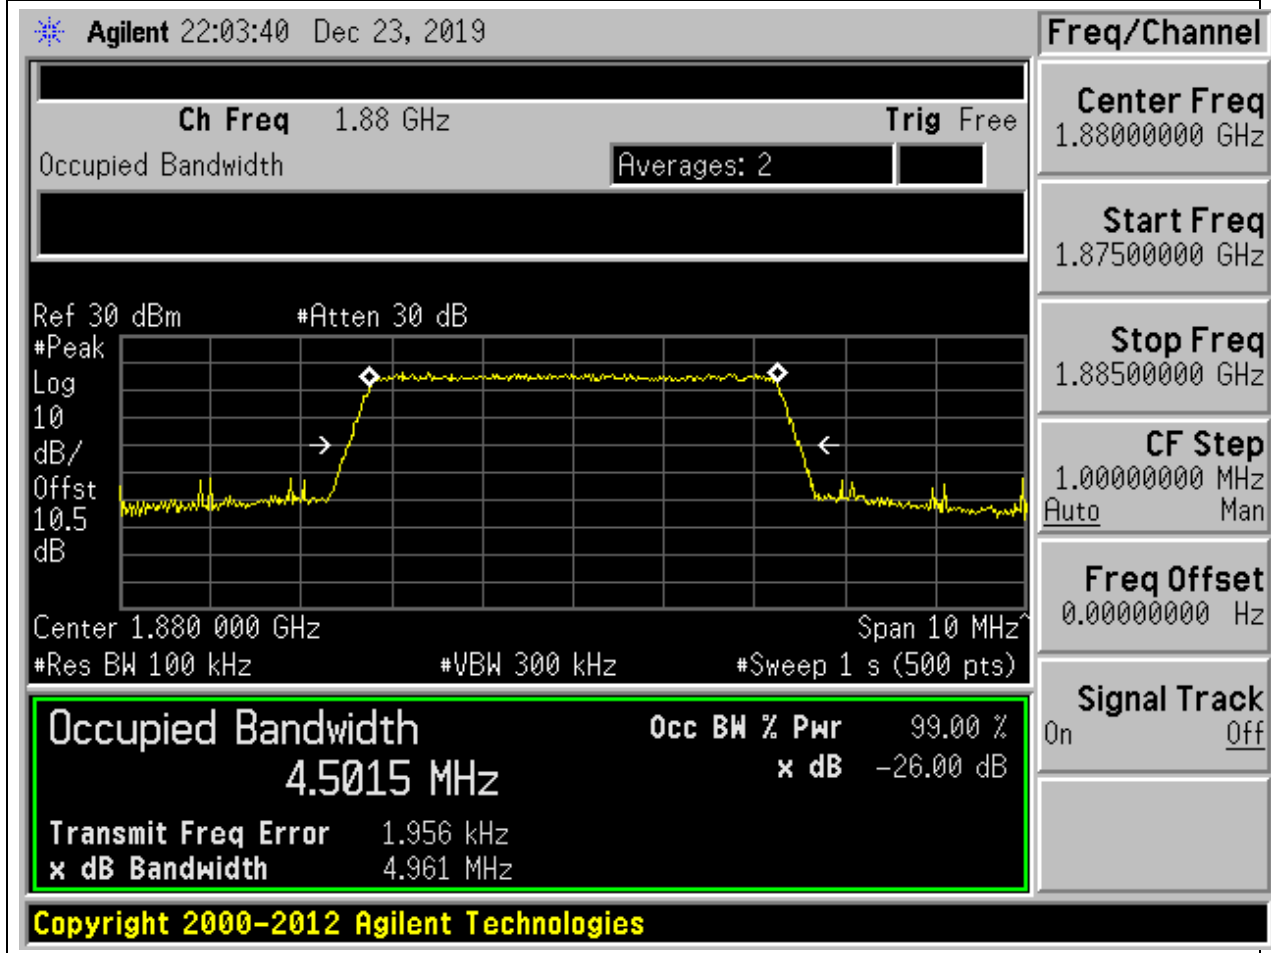 Agilent 22:03:40 Dec 23, 2019
Freq/Channel
Ch Freq 1.88 GHz Trig Free
Occupied Bandwidth Averages: 2
Center Freq
1.88000000 GHz
Start Freq
1.87500000 GHz
Stop Freq
1.88500000 GHz
CF Step
1.00000000 MHz
Auto Man
Freq Offset
0.00000000 Hz
Signal Track
On Off
Ref 30 dBm #Atten 30 dB
#Peak
Log
10
dB/
Offst
10.5
dB
Center 1.880 000 GHz Span 10 MHz^
#Res BW 100 kHz #VBW 300 kHz #Sweep 1 s (500 pts)
Occupied Bandwidth Occ BW % Pwr 99.00 %
4.5015 MHz x dB -26.00 dB
Transmit Freq Error 1.956 kHz
x dB Bandwidth 4.961 MHz
Copyright 2000-2012 Agilent Technologies